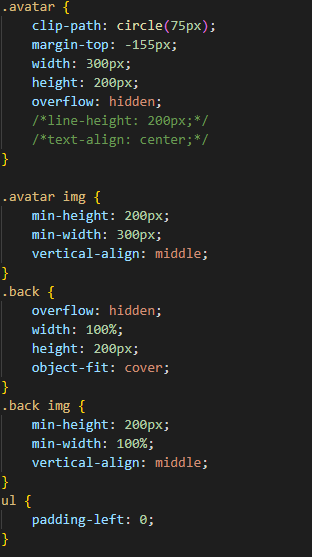 .avatar {
    clip-path: circle(75px);
    margin-top: -155px;
    width: 300px;
    height: 200px;
    overflow: hidden;
    /*line-height: 200px;*/
    /*text-align: center;*/
}

.avatar img {
    min-height: 200px;
    min-width: 300px;
    vertical-align: middle;
}
.back {
    overflow: hidden;
    width: 100%;
    height: 200px;
    object-fit: cover;
}
.back img {
    min-height: 200px;
    min-width: 100%;
    vertical-align: middle;
}
ul {
    padding-left: 0;
}